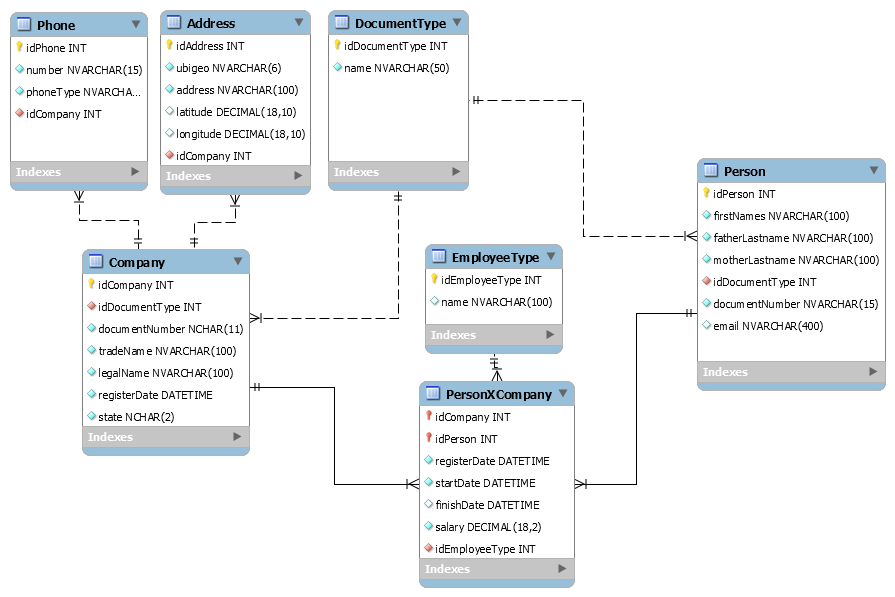 Phone
idPhone INT
number NVARCHAR(15)
phoneType NVARCHA...
idCompany INT
Indexes
Address
idAddress INT
ubigeo NVARCHAR(6)
address NVARCHAR(100)
latitude DECIMAL(18,10)
longitude DECIMAL(18,10)
idCompany INT
Indexes
DocumentType
idDocumentType INT
name NVARCHAR(50)
Indexes
Person
idPerson INT
firstNames NVARCHAR(100)
fatherLastname NVARCHAR(100)
motherLastname NVARCHAR(100)
idDocumentType INT
documentNumber NVARCHAR(15)
email NVARCHAR(400)
Indexes
Company
idCompany INT
idDocumentType INT
documentNumber NCHAR(11)
tradeName NVARCHAR(100)
legalName NVARCHAR(100)
registerDate DATETIME
state NCHAR(2)
Indexes
EmployeeType
idEmployeeType INT
name NVARCHAR(100)
Indexes
PersonXCompany
idCompany INT
idPerson INT
registerDate DATETIME
startDate DATETIME
finishDate DATETIME
salary DECIMAL(18,2)
idEmployeeType INT
Indexes